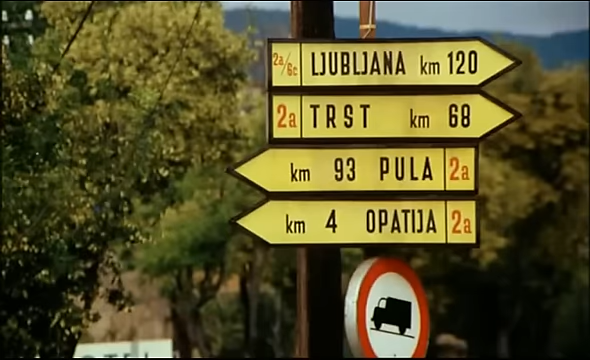 2a/6c LJUBLJANA km 120
2a TRST km 68
km 93 PULA 2a
km 4 OPATIJA 2a